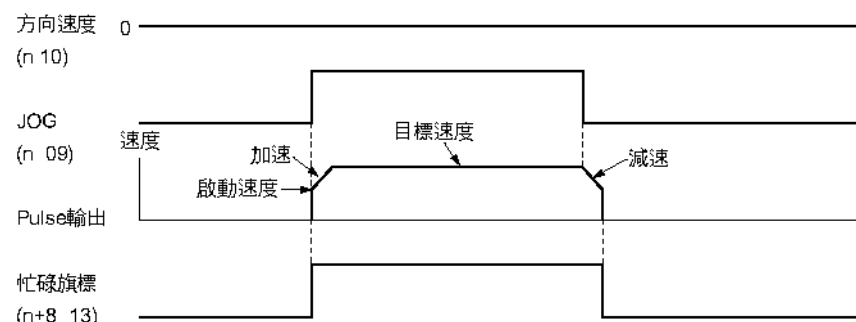 方向速度 0
(n 10)
JOG
(n 09)
速度
加速
目標速度
減速
啟動速度
Pulse輸出
忙碌旗標
(n+8 13)